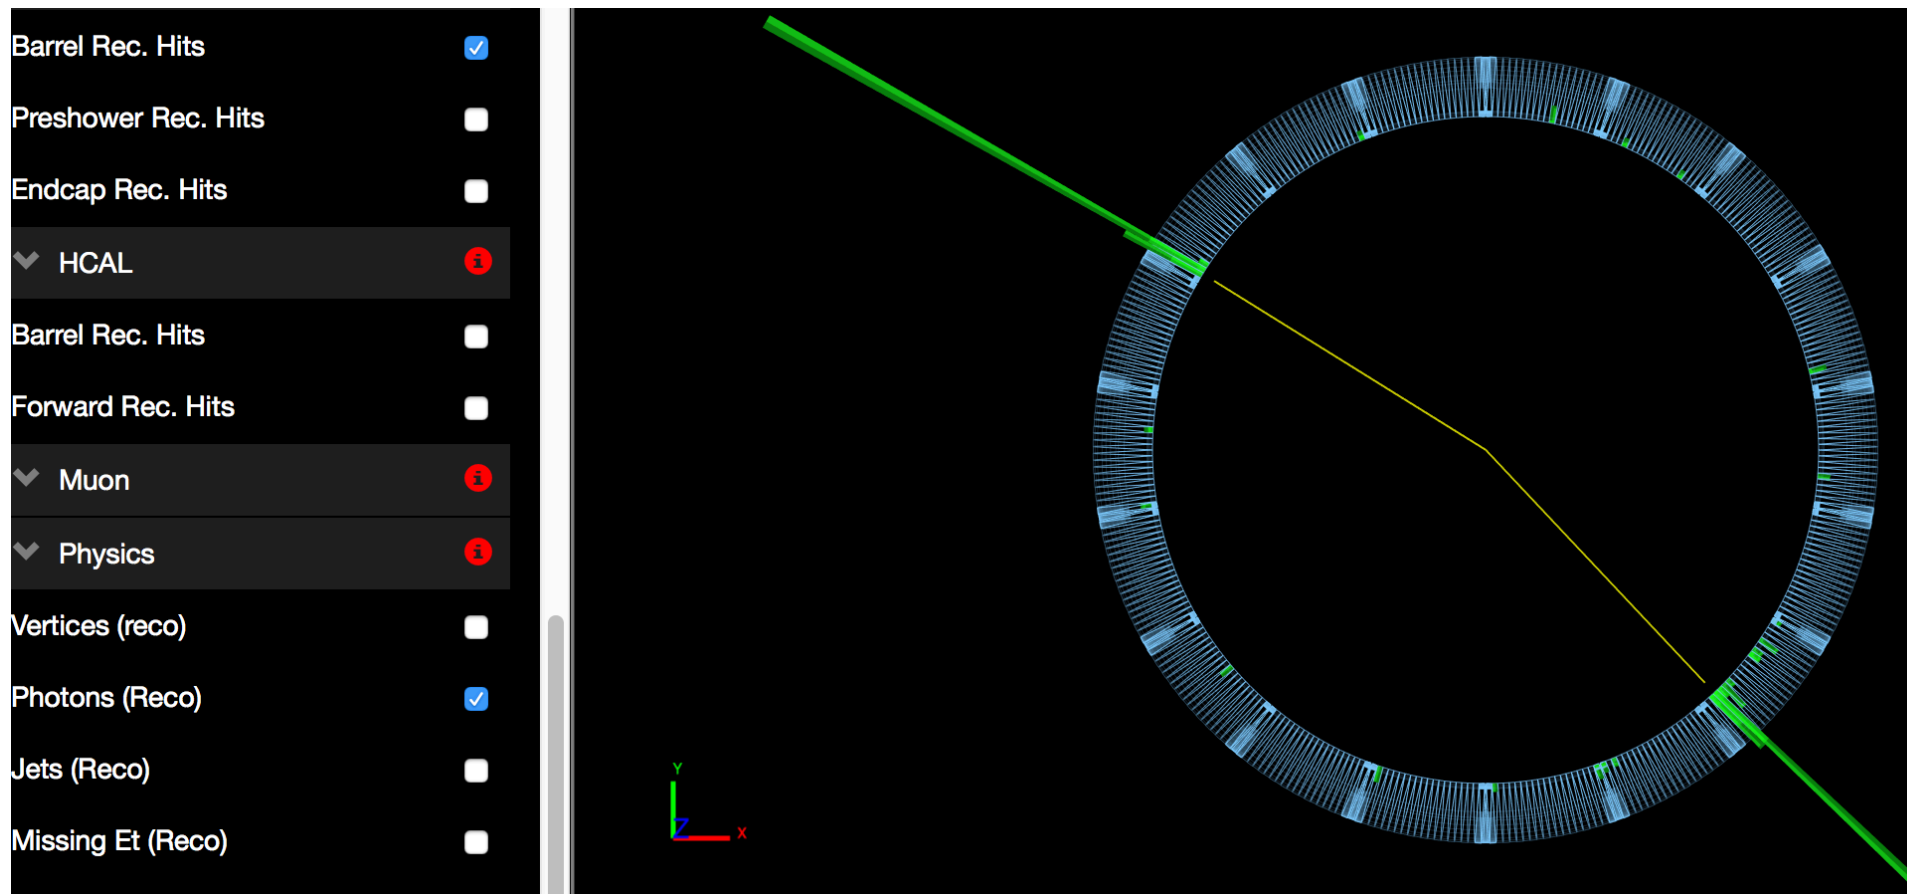 Barrel Rec. Hits
Preshower Rec. Hits
Endcap Rec. Hits
HCAL
Barrel Rec. Hits
Forward Rec. Hits
Muon
Physics
Vertices (reco)
Photons (Reco)
Jets (Reco)
Missing Et (Reco)
Y
Z
X